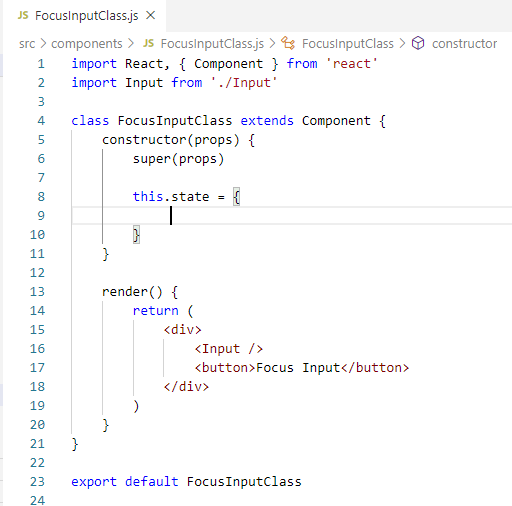 JS FocusInputClass.js ×
src > components > JS FocusInputClass.js > FocusInputClass > constructor
1 import React, { Component } from 'react'
2 import Input from './Input'
3
4 class FocusInputClass extends Component {
5     constructor(props) {
6         super(props)
7
8         this.state = {
9
10         }
11     }
12
13     render() {
14         return (
15             <div>
16                 <Input />
17                 <button>Focus Input</button>
18             </div>
19         )
20     }
21 }
22
23 export default FocusInputClass
24